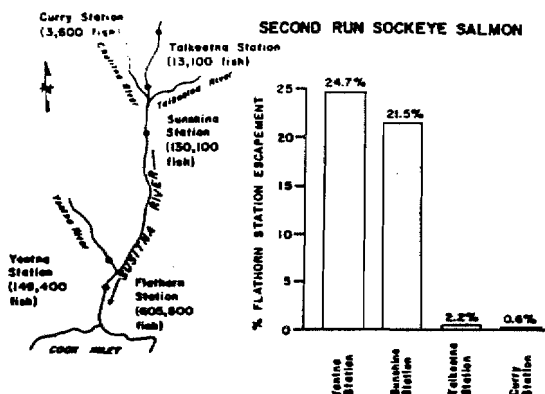 SECOND RUN SOCKEYE SALMON
Curry Station
(3,600 fish)
Talkeetna Station
(13,100 fish)
Chulitna River
Talkeetna River
Sunshine
Station
(130,100
fish)
SUSITNA RIVER
Yentna
River
Yentna
Station
(149,400
fish)
Flathorn
Station
(605,800
fish)
COOK INLET
% FLATHORN STATION ESCAPEMENT
25
20
15
10
5
0
24.7%
21.5%
2.2%
0.6%
Yentna
Station
Sunshine
Station
Talkeetna
Station
Curry
Station